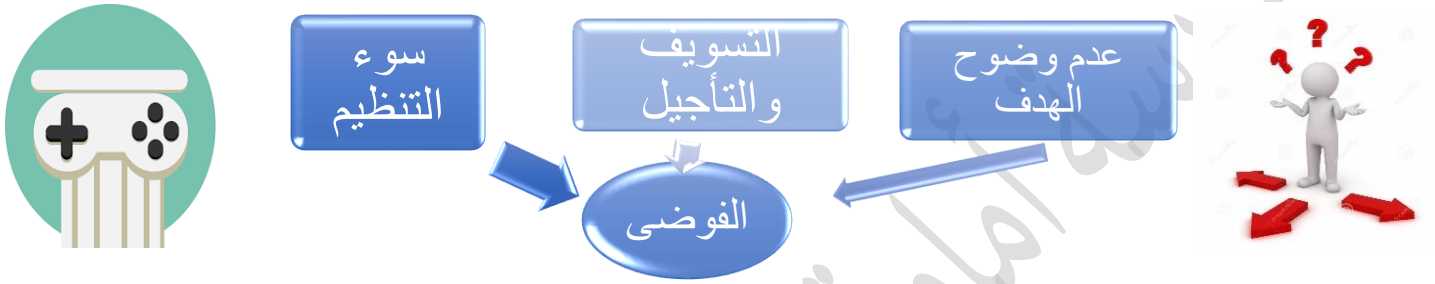 عدم وضوح
الهدف
التسويف
والتأجيل
سوء
التنظيم
الفوضى